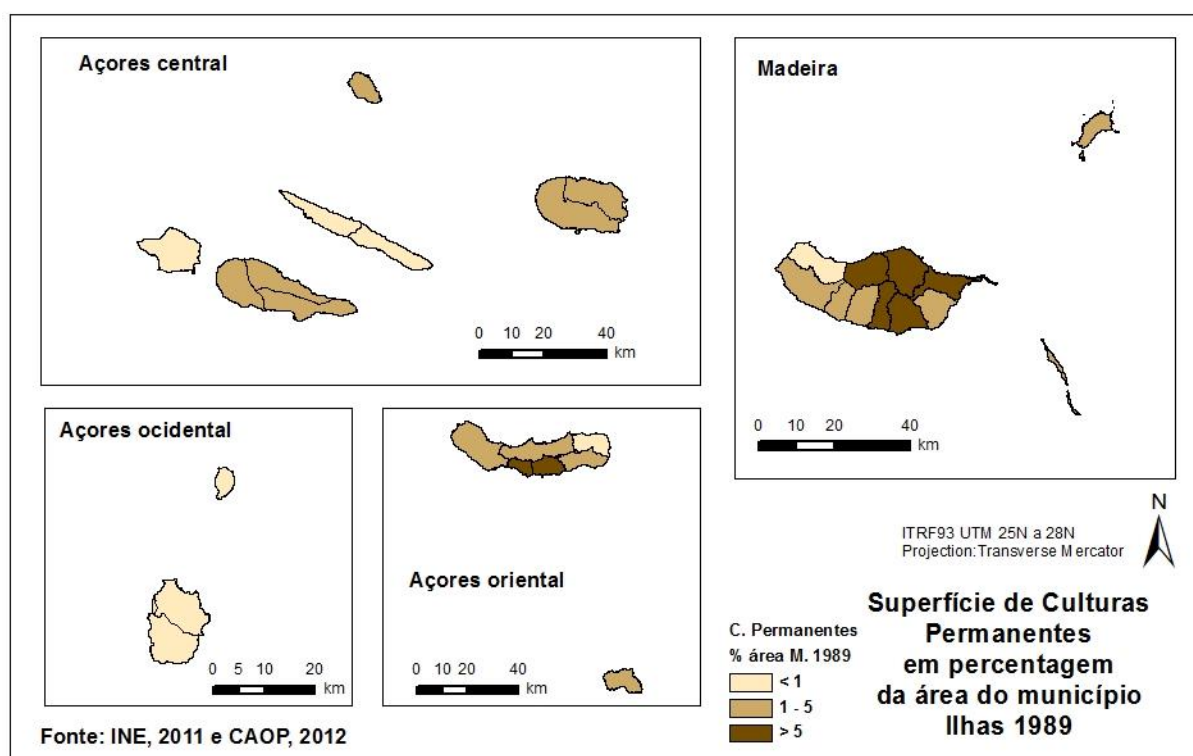 Açores central
0 10 20 40
km
Madeira
0 10 20 40
km
Açores ocidental
0 5 10 20
km
Açores oriental
0 10 20 40
km
N
ITRF93 UTM 25N a 28N
Projection:Transverse Mercator
C. Permanentes
% área M. 1989
< 1
1 - 5
> 5
Superfície de Culturas
Permanentes
em percentagem
da área do município
Ilhas 1989
Fonte: INE, 2011 e CAOP, 2012